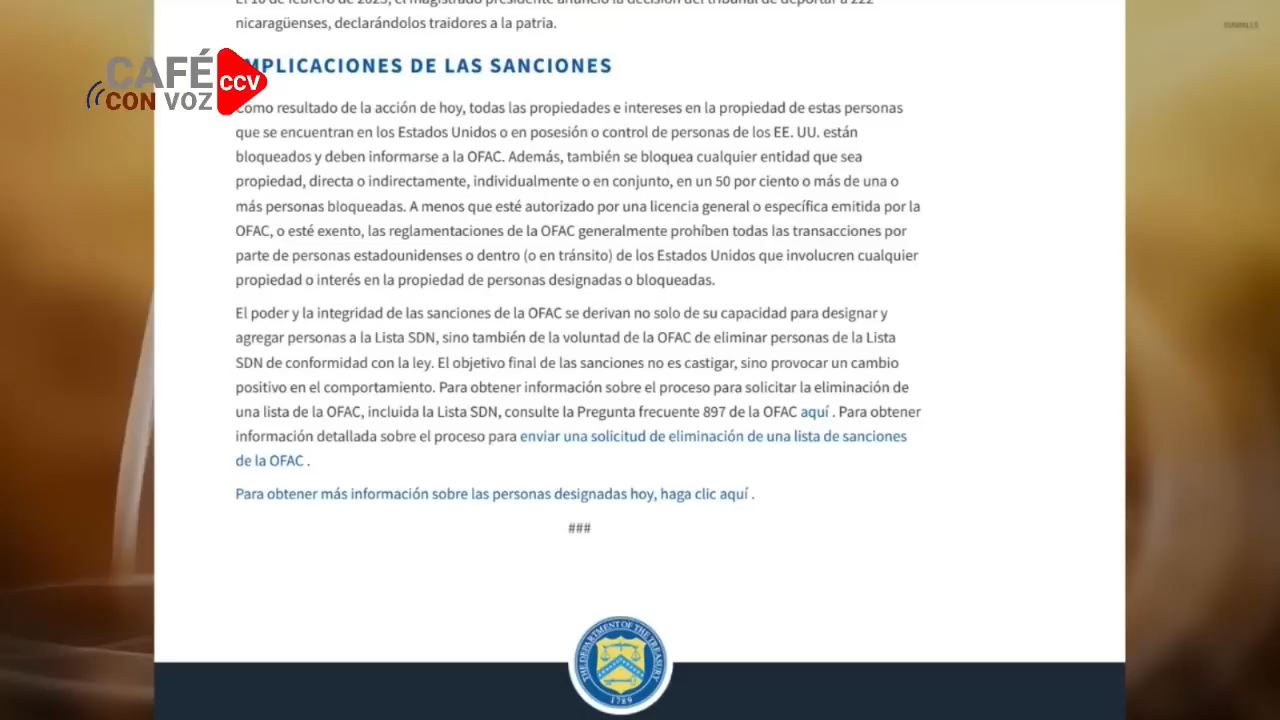 nicaragüenses, declarándolos traidores a la patria.
CAFÉ
CON VOZ
CCV
MPLICACIONES DE LAS SANCIONES
omo resultado de la acción de hoy, todas las propiedades e intereses en la propiedad de estas personas
que se encuentran en los Estados Unidos o en posesión o control de personas de los EE. UU. están
bloqueados y deben informarse a la OFAC. Además, también se bloquea cualquier entidad que sea
propiedad, directa o indirectamente, individualmente o en conjunto, en un 50 por ciento o más de una o
más personas bloqueadas. A menos que esté autorizado por una licencia general o específica emitida por la
OFAC, o esté exento, las reglamentaciones de la OFAC generalmente prohíben todas las transacciones por
parte de personas estadounidenses o dentro (o en tránsito) de los Estados Unidos que involucren cualquier
propiedad o interés en la propiedad de personas designadas o bloqueadas.
El poder y la integridad de las sanciones de la OFAC se derivan no solo de su capacidad para designar y
agregar personas a la Lista SDN, sino también de la voluntad de la OFAC de eliminar personas de la Lista
SDN de conformidad con la ley. El objetivo final de las sanciones no es castigar, sino provocar un cambio
positivo en el comportamiento. Para obtener información sobre el proceso para solicitar la eliminación de
una lista de la OFAC, incluida la Lista SDN, consulte la Pregunta frecuente 897 de la OFAC aquí . Para obtener
información detallada sobre el proceso para enviar una solicitud de eliminación de una lista de sanciones
de la OFAC .
Para obtener más información sobre las personas designadas hoy, haga clic aquí .
###
THE DEPARTMENT OF THE TREASURY
1789